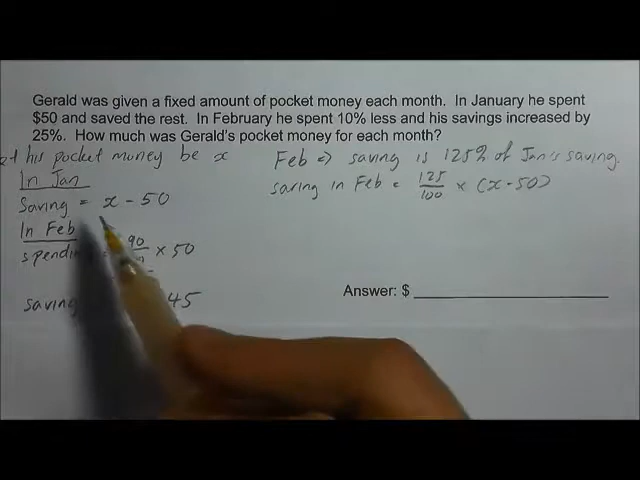 Gerald was given a fixed amount of pocket money each month. In January he spent
$50 and saved the rest. In February he spent 10% less and his savings increased by
25%. How much was Gerald's pocket money for each month?
his pocket money be x
In Jan
Saving = x - 50
In Feb
spending 90 × 50
saving 45
Feb => saving is 125% of Jan's saving.
saving in Feb = 125/100 × (x-50)
Answer: $